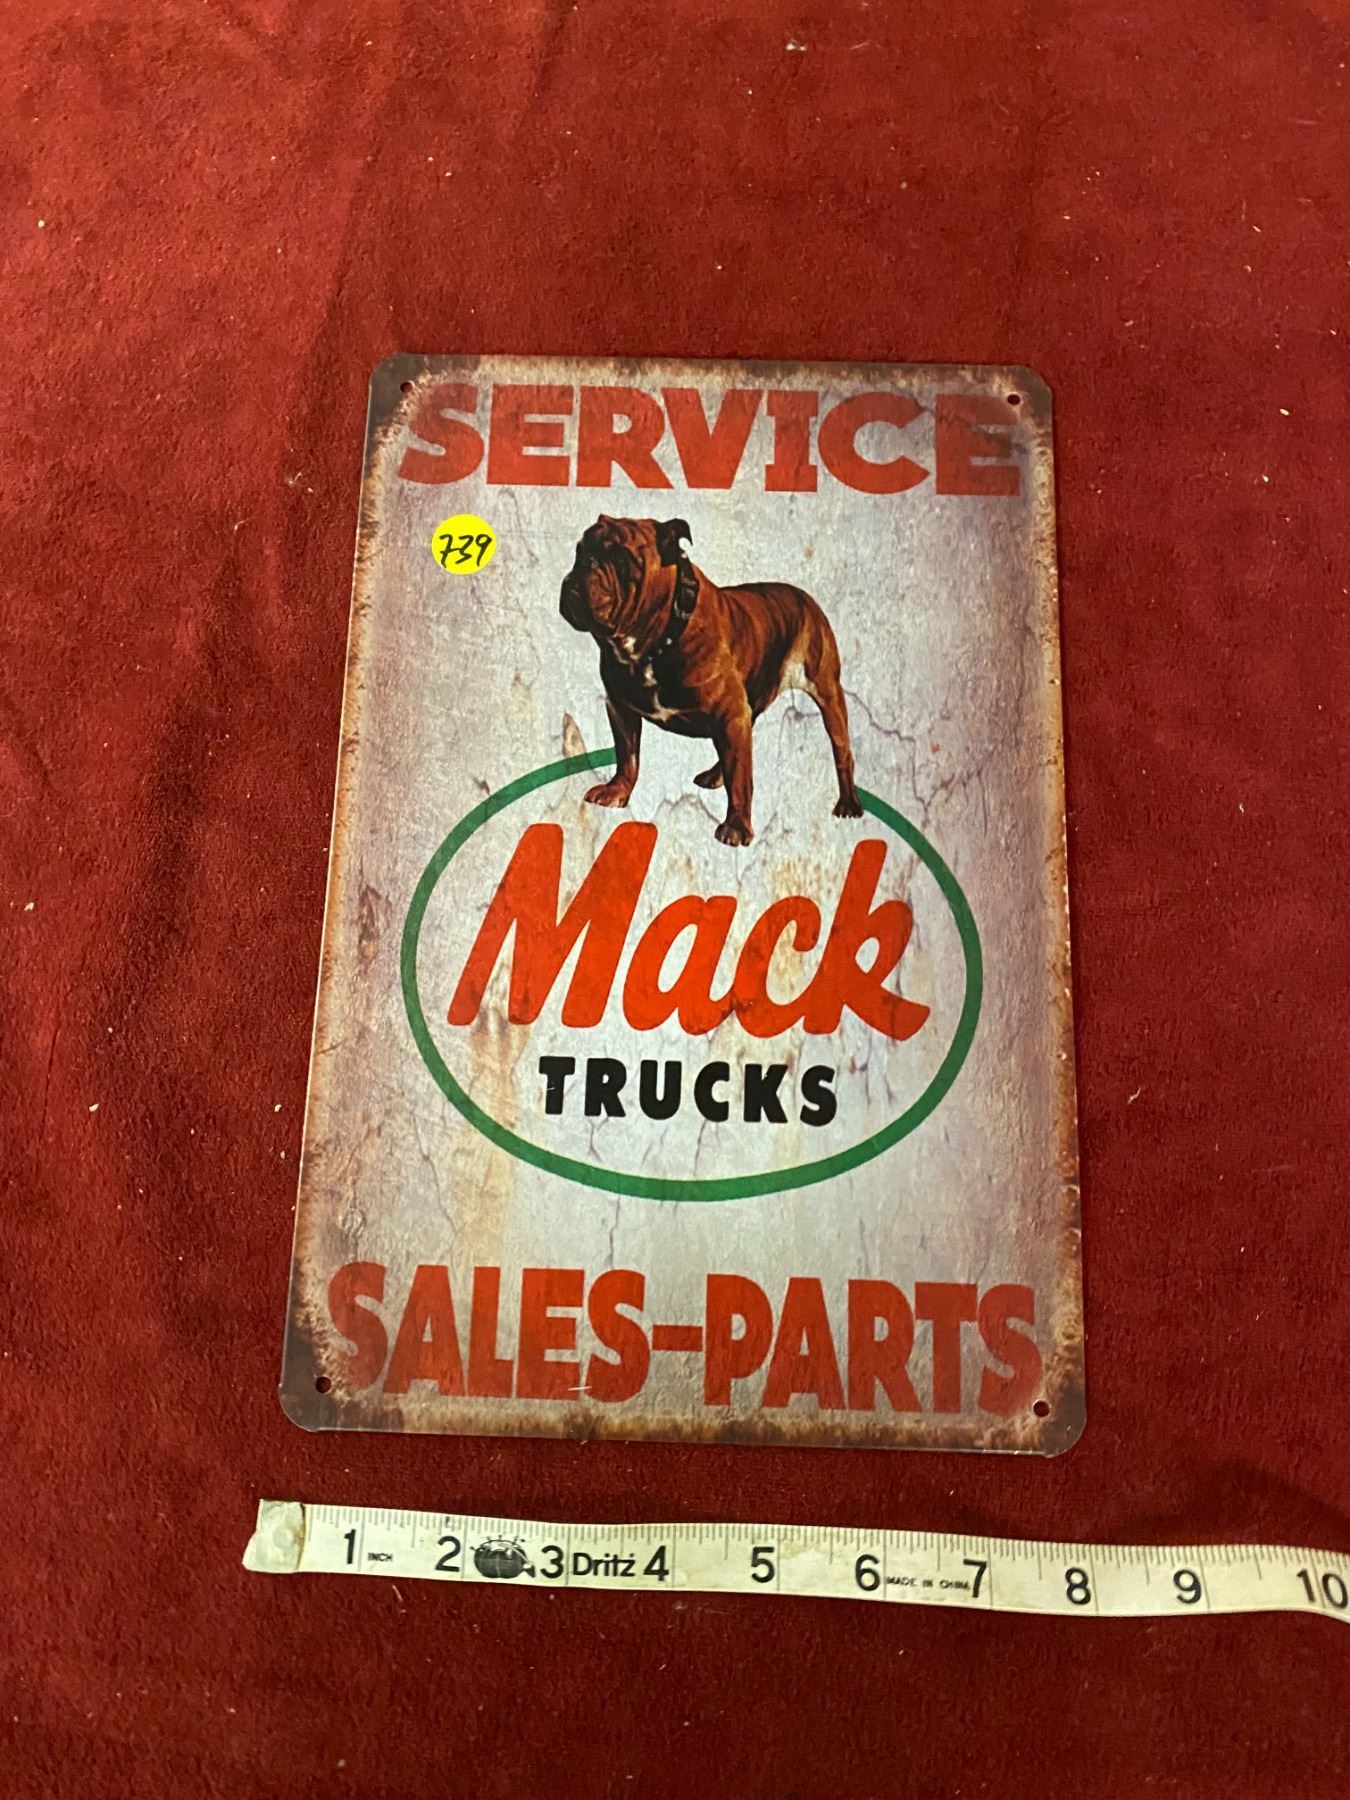 SERVICE
739
Mack
TRUCKS
SALES-PARTS
1 INCH 2 3 Dritz 4 5 6 MADE IN CHINA 7 8 9 10